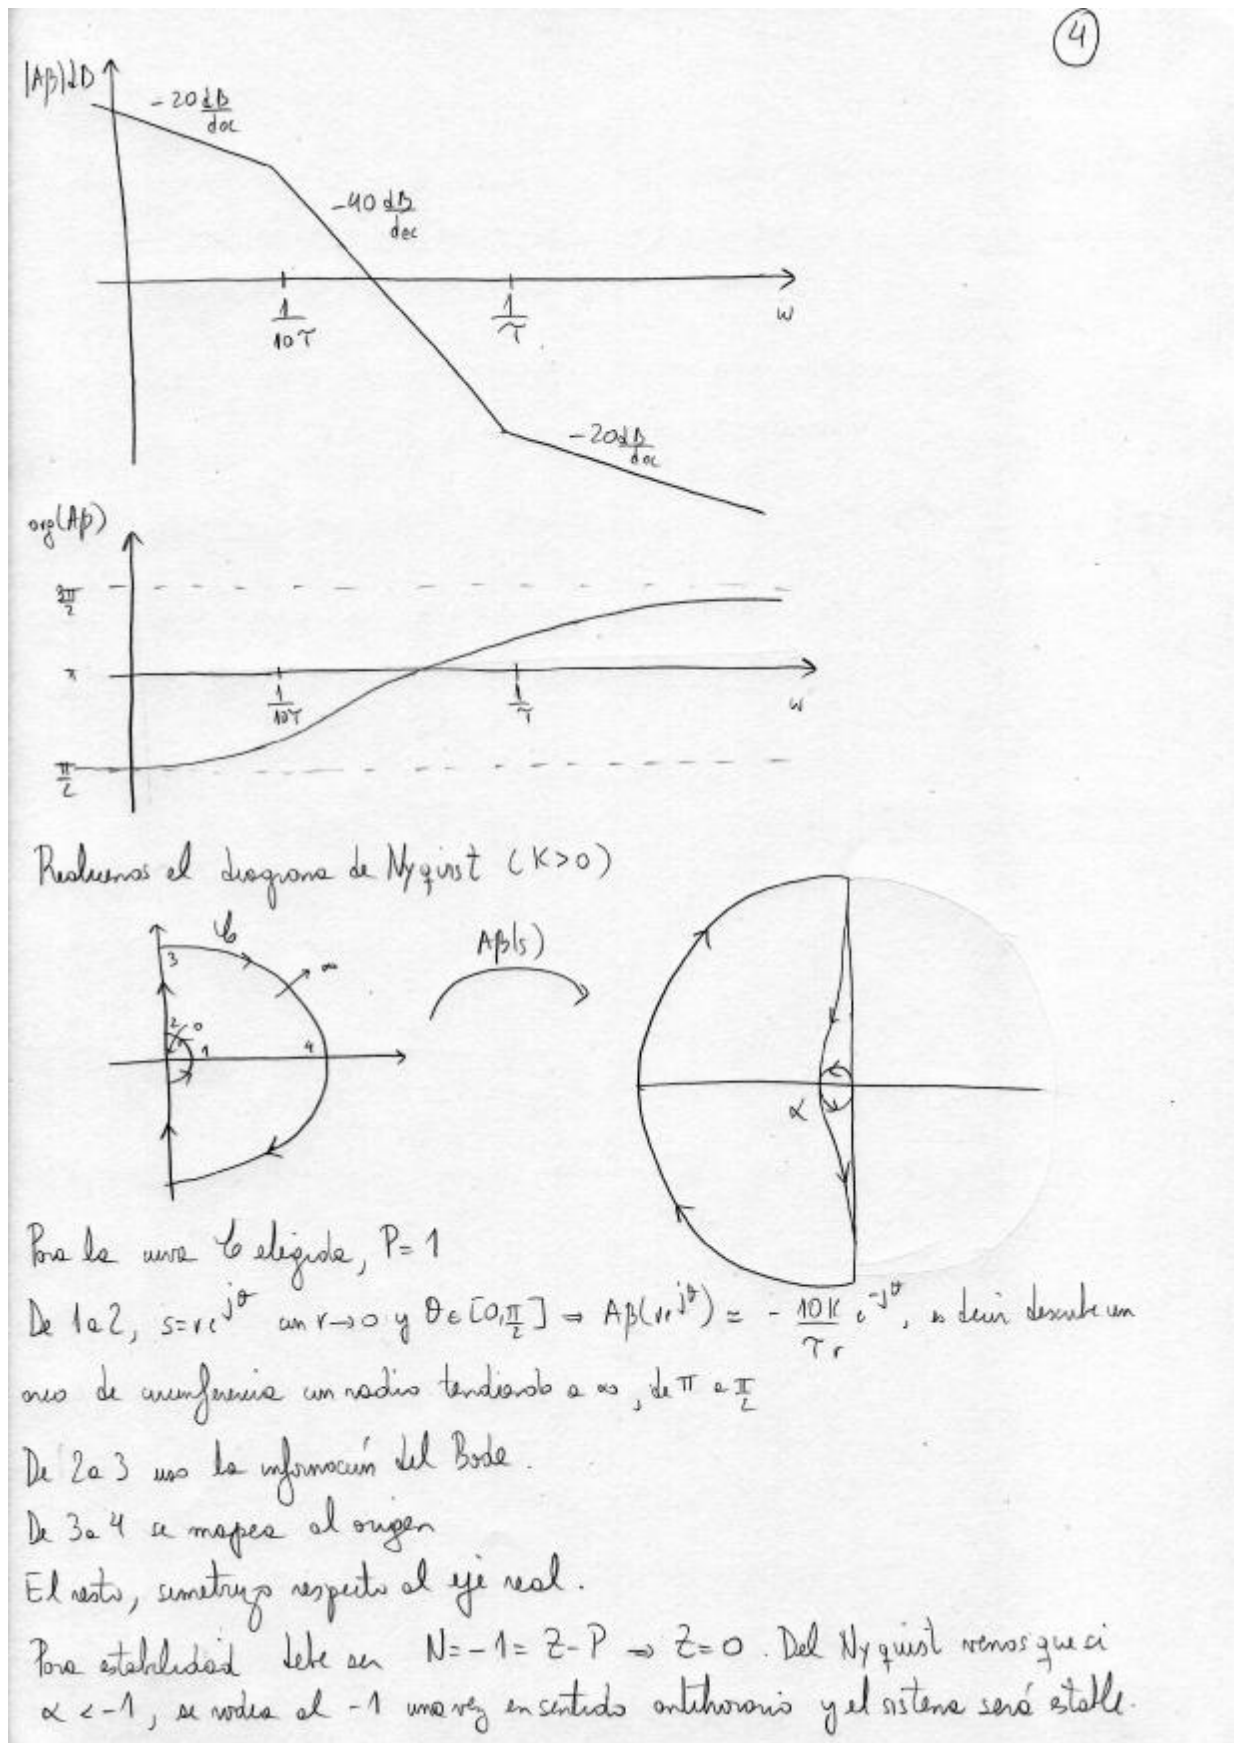 4
|Aβ|dB
-20 dB/dec
-40 dB/dec
1/10τ
1/τ
w
-20 dB/dec
arg(Aβ)
3π/2
π
1/10τ
1/τ
w
π/2
Realicemos el diagrama de Nyquist (K>0)
3
∞
2
0
1
4
Aβ(s)
α
Para la curva C elegida, P=1
De 1 a 2, s=re^{jθ} con r→0 y θ∈[0,π/2] ⇒ Aβ(re^{jθ}) = - 10K/τr e^{-jθ}, es decir describe un
arco de circunferencia con radio tendiendo a ∞, de π a π/2
De 2 a 3 uso la información del Bode.
De 3 a 4 se mapea al origen
El resto, simetrizo respecto al eje real.
Para estabilidad debe ser N=-1=Z-P ⇒ Z=0. Del Nyquist vemos que si
α<-1, se rodea al -1 una vez en sentido antihorario y el sistema será estable.